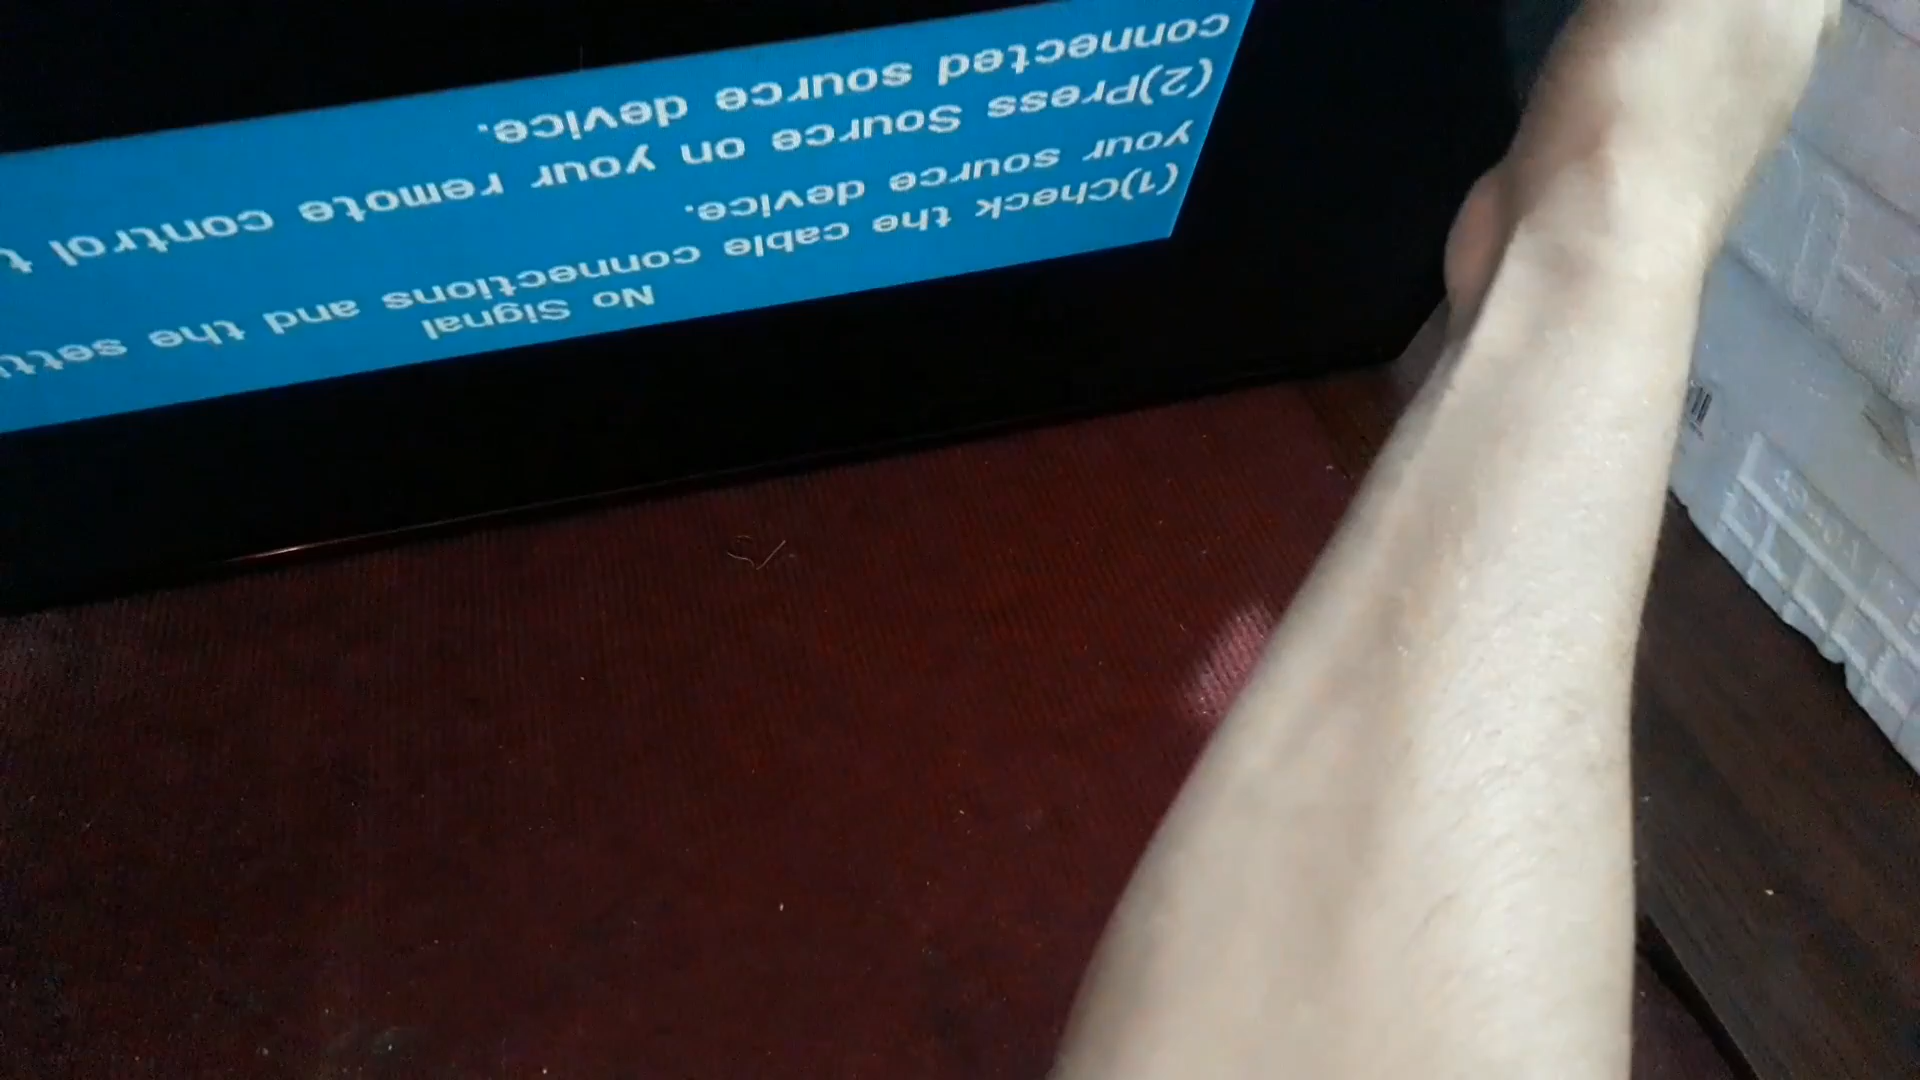 No Signal
(1)Check the cable connections and the
your source device.
(2)Press Source on your remote control
connected source device.